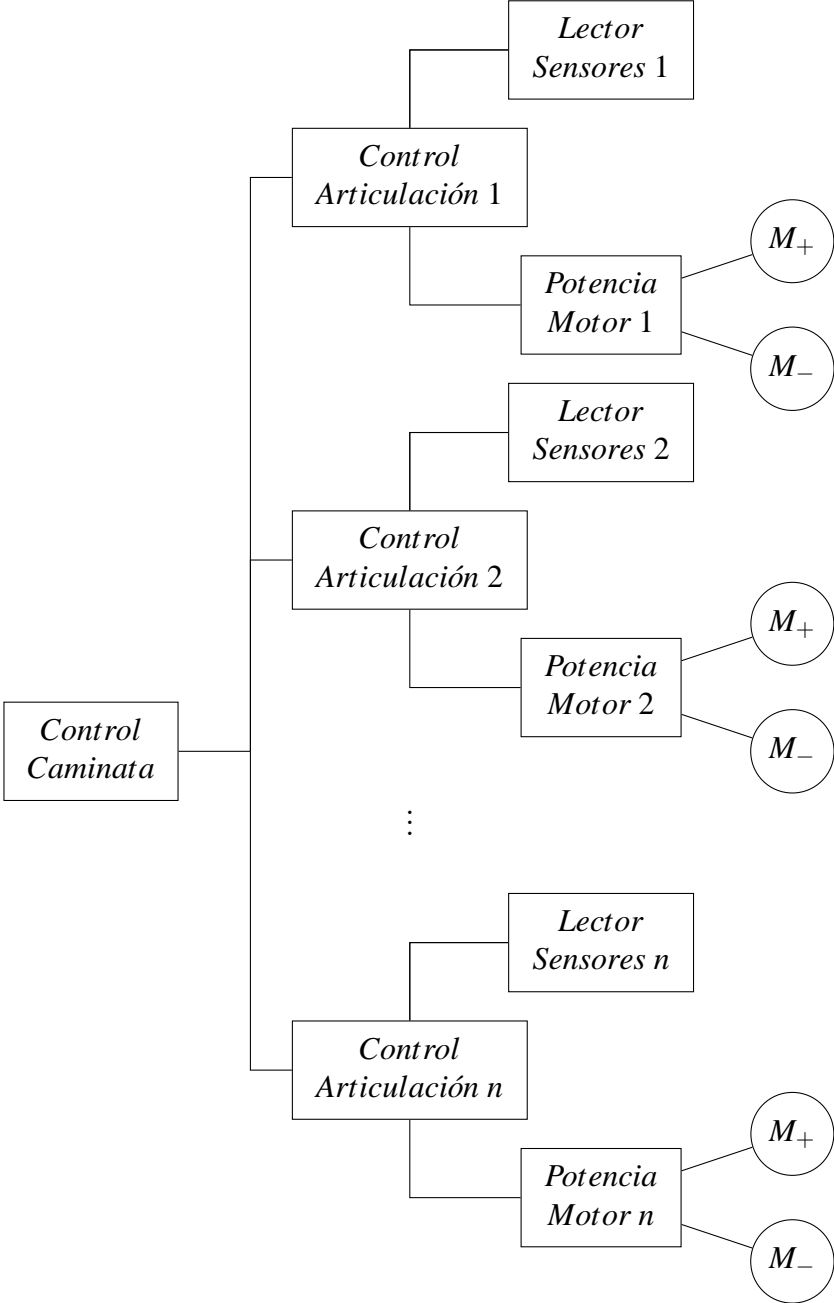 Lector
Sensores 1
Control
Articulación 1
M+
Potencia
Motor 1
M−
Lector
Sensores 2
Control
Articulación 2
M+
Potencia
Motor 2
M−
Control
Caminata
⋮
Lector
Sensores n
Control
Articulación n
M+
Potencia
Motor n
M−